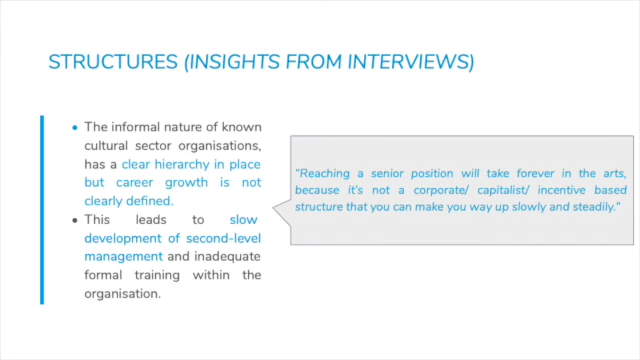 STRUCTURES (INSIGHTS FROM INTERVIEWS)
• The informal nature of known
cultural sector organisations,
has a clear hierarchy in place
but career growth is not
clearly defined.
• This leads to slow
development of second-level
management and inadequate
formal training within the
organisation.
"Reaching a senior position will take forever in the arts,
because it's not a corporate/ capitalist/ incentive based
structure that you can make you way up slowly and steadily."